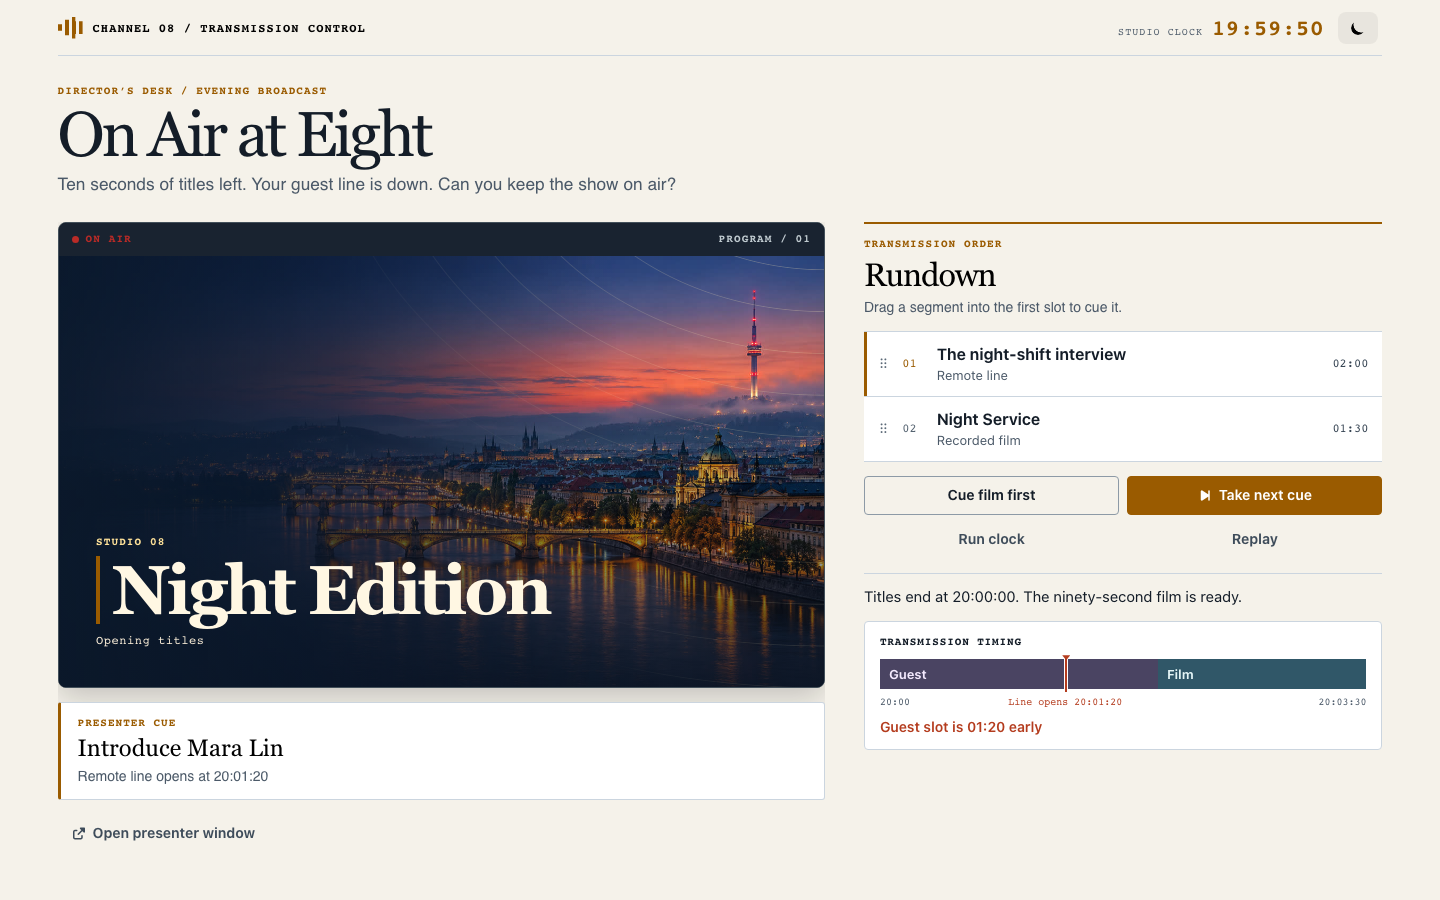 CHANNEL 08 / TRANSMISSION CONTROL
STUDIO CLOCK 19:59:50
DIRECTOR'S DESK / EVENING BROADCAST
On Air at Eight
Ten seconds of titles left. Your guest line is down. Can you keep the show on air?
ON AIR
PROGRAM / 01
STUDIO 08
Night Edition
Opening titles
PRESENTER CUE
Introduce Mara Lin
Remote line opens at 20:01:20
Open presenter window
TRANSMISSION ORDER
Rundown
Drag a segment into the first slot to cue it.
01 The night-shift interview 02:00
Remote line
02 Night Service 01:30
Recorded film
Cue film first
Take next cue
Run clock
Replay
Titles end at 20:00:00. The ninety-second film is ready.
TRANSMISSION TIMING
Guest Film
20:00 Line opens 20:01:20 20:03:30
Guest slot is 01:20 early